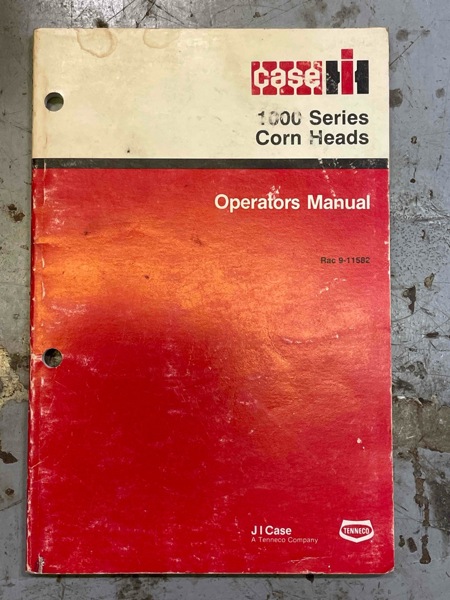 case IH
1000 Series
Corn Heads
Operators Manual
Rac 9-11582
J I Case
A Tenneco Company
TENNECO